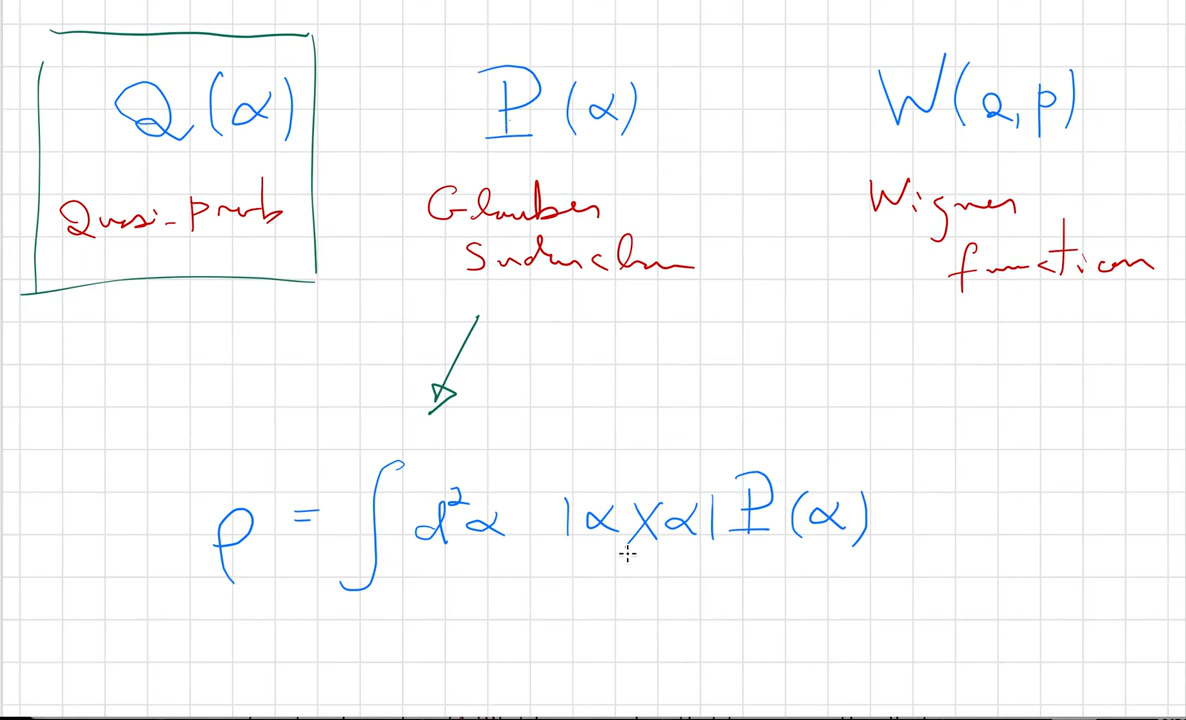 Q(α) P(α) W(Q,p)
Quasi-prob Glauber Wigner
Sudarshan function
ρ = ∫ d²α |α⟩⟨α| P(α)